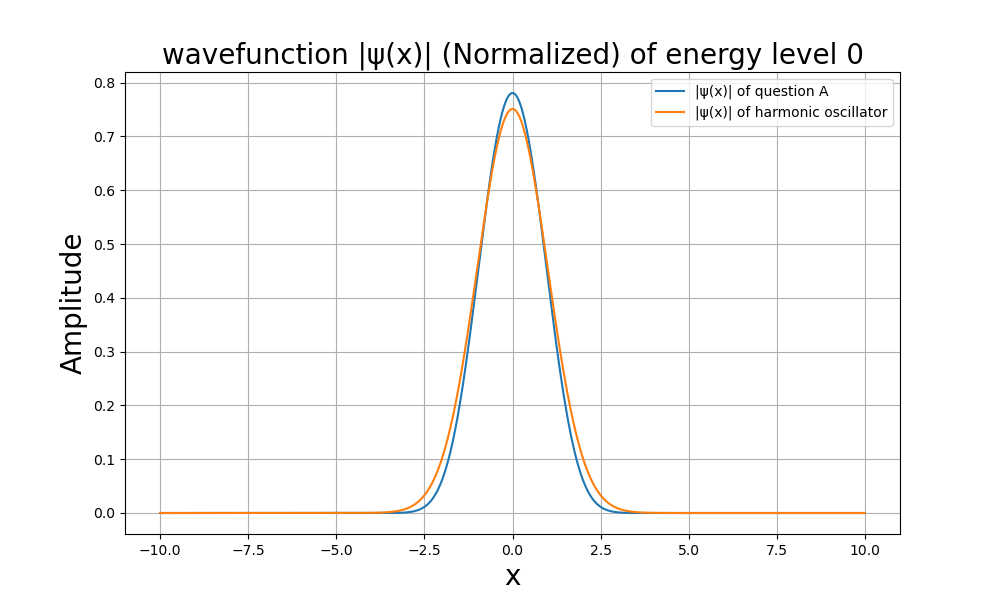 wavefunction |ψ(x)| (Normalized) of energy level 0
|ψ(x)| of question A
|ψ(x)| of harmonic oscillator
Amplitude
0.8
0.7
0.6
0.5
0.4
0.3
0.2
0.1
0.0
−10.0 −7.5 −5.0 −2.5 0.0 2.5 5.0 7.5 10.0
x